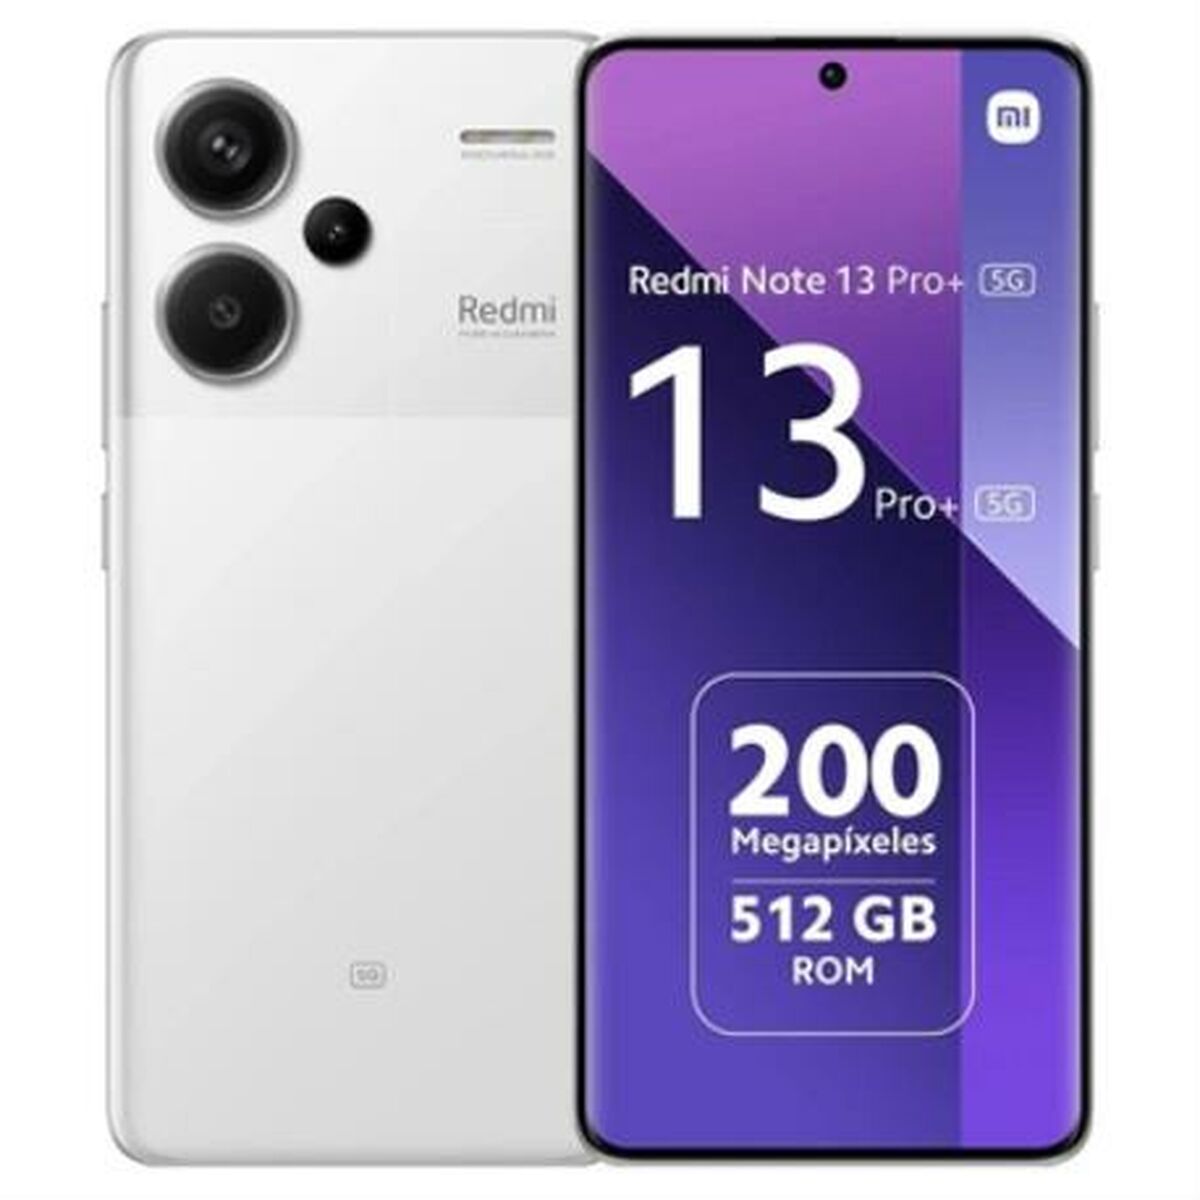 Redmi
5G
mi
Redmi Note 13 Pro+ 5G
13 Pro+ 5G
200
Megapíxeles
512 GB
ROM